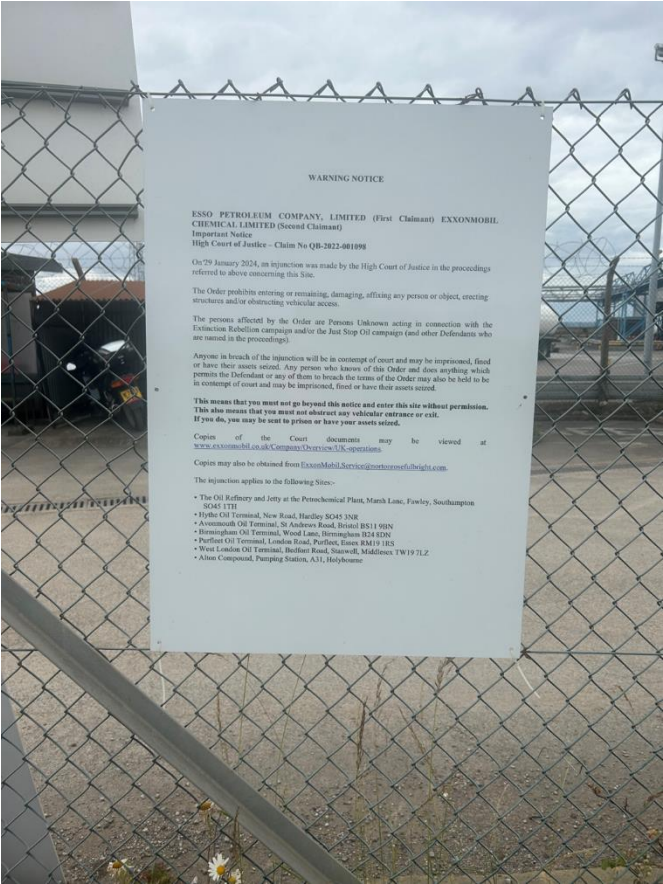 WARNING NOTICE
ESSO PETROLEUM COMPANY, LIMITED (First Claimant) EXXONMOBIL
CHEMICAL LIMITED (Second Claimant)
Important Notice
High Court of Justice – Claim No QB-2022-001098
On 29 January 2024, an injunction was made by the High Court of Justice in the proceedings
referred to above concerning this Site.
The Order prohibits entering or remaining, damaging, affixing any person or object, erecting
structures and/or obstructing vehicular access.
The persons affected by the Order are Persons Unknown acting in connection with the
Extinction Rebellion campaign and/or the Just Stop Oil campaign (and other Defendants who
are named in the proceedings).
Anyone in breach of the injunction will be in contempt of court and may be imprisoned, fined
or have their assets seized. Any person who knows of this Order and does anything which
permits the Defendant or any of them to breach the terms of the Order may also be held to be
in contempt of court and may be imprisoned, fined or have their assets seized.
This means that you must not go beyond this notice and enter this site without permission.
This also means that you must not obstruct any vehicular entrance or exit.
If you do, you may be sent to prison or have your assets seized.
Copies of the Court documents may be viewed at
www.exxonmobil.co.uk/Company/Overview/UK-operations.
Copies may also be obtained from ExxonMobil.Service@nortonrosefulbright.com.
The injunction applies to the following Sites:-
• The Oil Refinery and Jetty at the Petrochemical Plant, Marsh Lane, Fawley, Southampton
SO45 1TH
• Hythe Oil Terminal, New Road, Hardley SO45 3NR
• Avonmouth Oil Terminal, St Andrews Road, Bristol BS11 9BN
• Birmingham Oil Terminal, Wood Lane, Birmingham B24 8DN
• Purfleet Oil Terminal, London Road, Purfleet, Essex RM19 1RS
• West London Oil Terminal, Bedfont Road, Stanwell, Middlesex TW19 7LZ
• Alton Compound, Pumping Station, A31, Holybourne